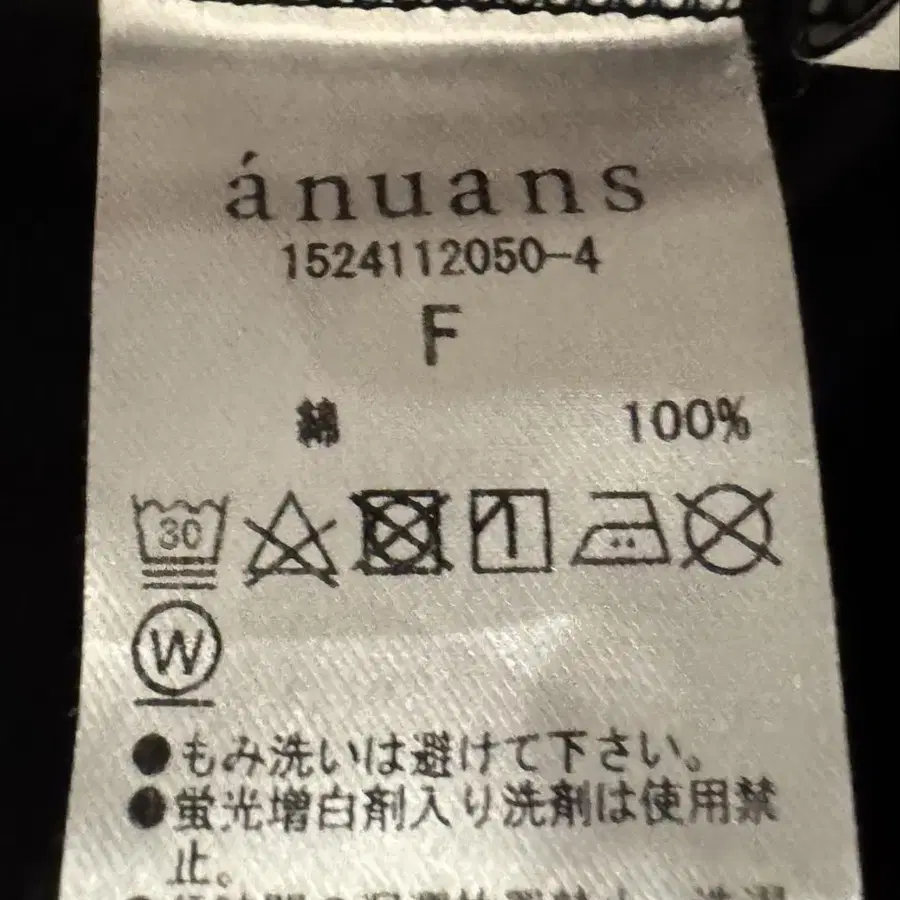 ánuans
1524112050-4
F
綿 100%
30
W
●もみ洗いは避けて下さい。
●蛍光増白剤入り洗剤は使用禁
止。